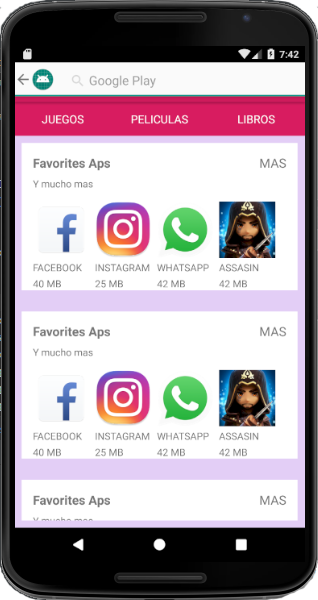 7:42
Google Play
JUEGOS PELICULAS LIBROS
Favorites Aps MAS
Y mucho mas
FACEBOOK INSTAGRAM WHATSAPP ASSASIN
40 MB 25 MB 42 MB 42 MB
Favorites Aps MAS
Y mucho mas
FACEBOOK INSTAGRAM WHATSAPP ASSASIN
40 MB 25 MB 42 MB 42 MB
Favorites Aps MAS
Y mucho mas